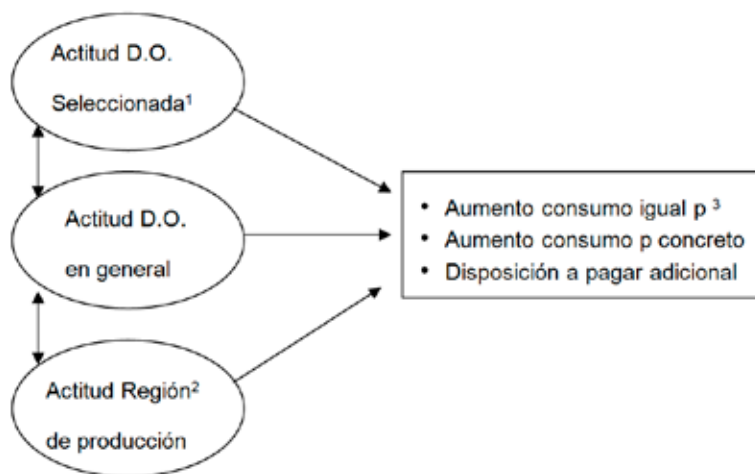 Actitud D.O.
Seleccionada¹
Actitud D.O.
en general
Actitud Región²
de producción
• Aumento consumo igual p ³
• Aumento consumo p concreto
• Disposición a pagar adicional